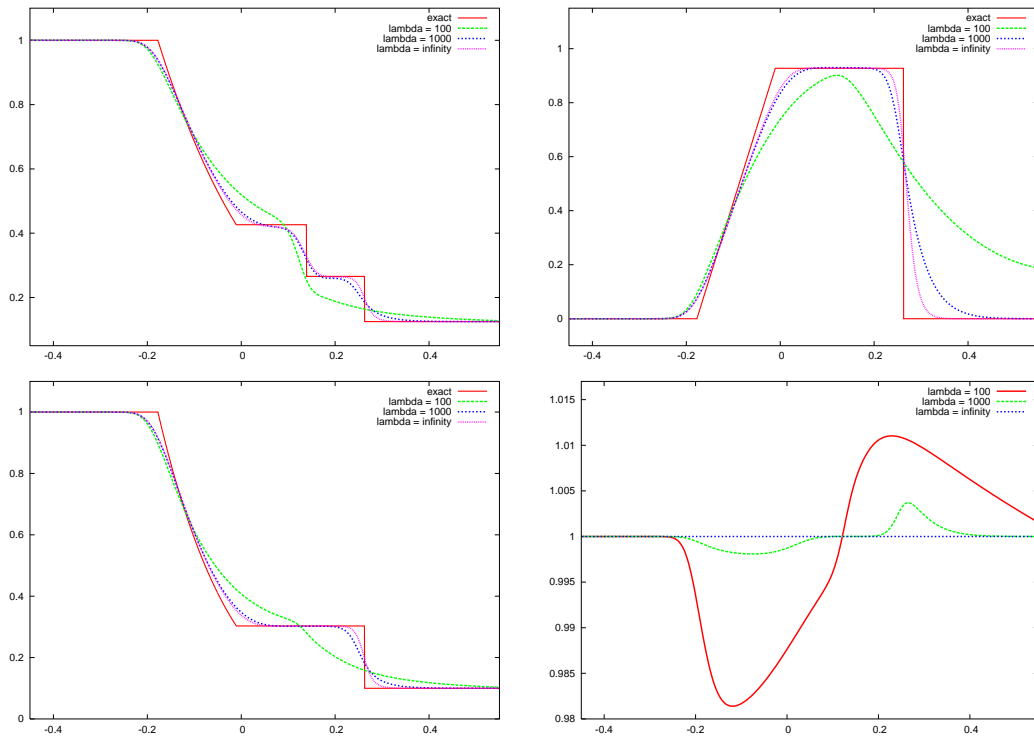 exact
lambda = 100
lambda = 1000
lambda = infinity
1
0.8
0.6
0.4
0.2
-0.4 -0.2 0 0.2 0.4
exact
lambda = 100
lambda = 1000
lambda = infinity
1
0.8
0.6
0.4
0.2
0
-0.4 -0.2 0 0.2 0.4
exact
lambda = 100
lambda = 1000
lambda = infinity
1
0.8
0.6
0.4
0.2
0
-0.4 -0.2 0 0.2 0.4
lambda = 100
lambda = 1000
lambda = infinity
1.015
1.01
1.005
1
0.995
0.99
0.985
0.98
-0.4 -0.2 0 0.2 0.4